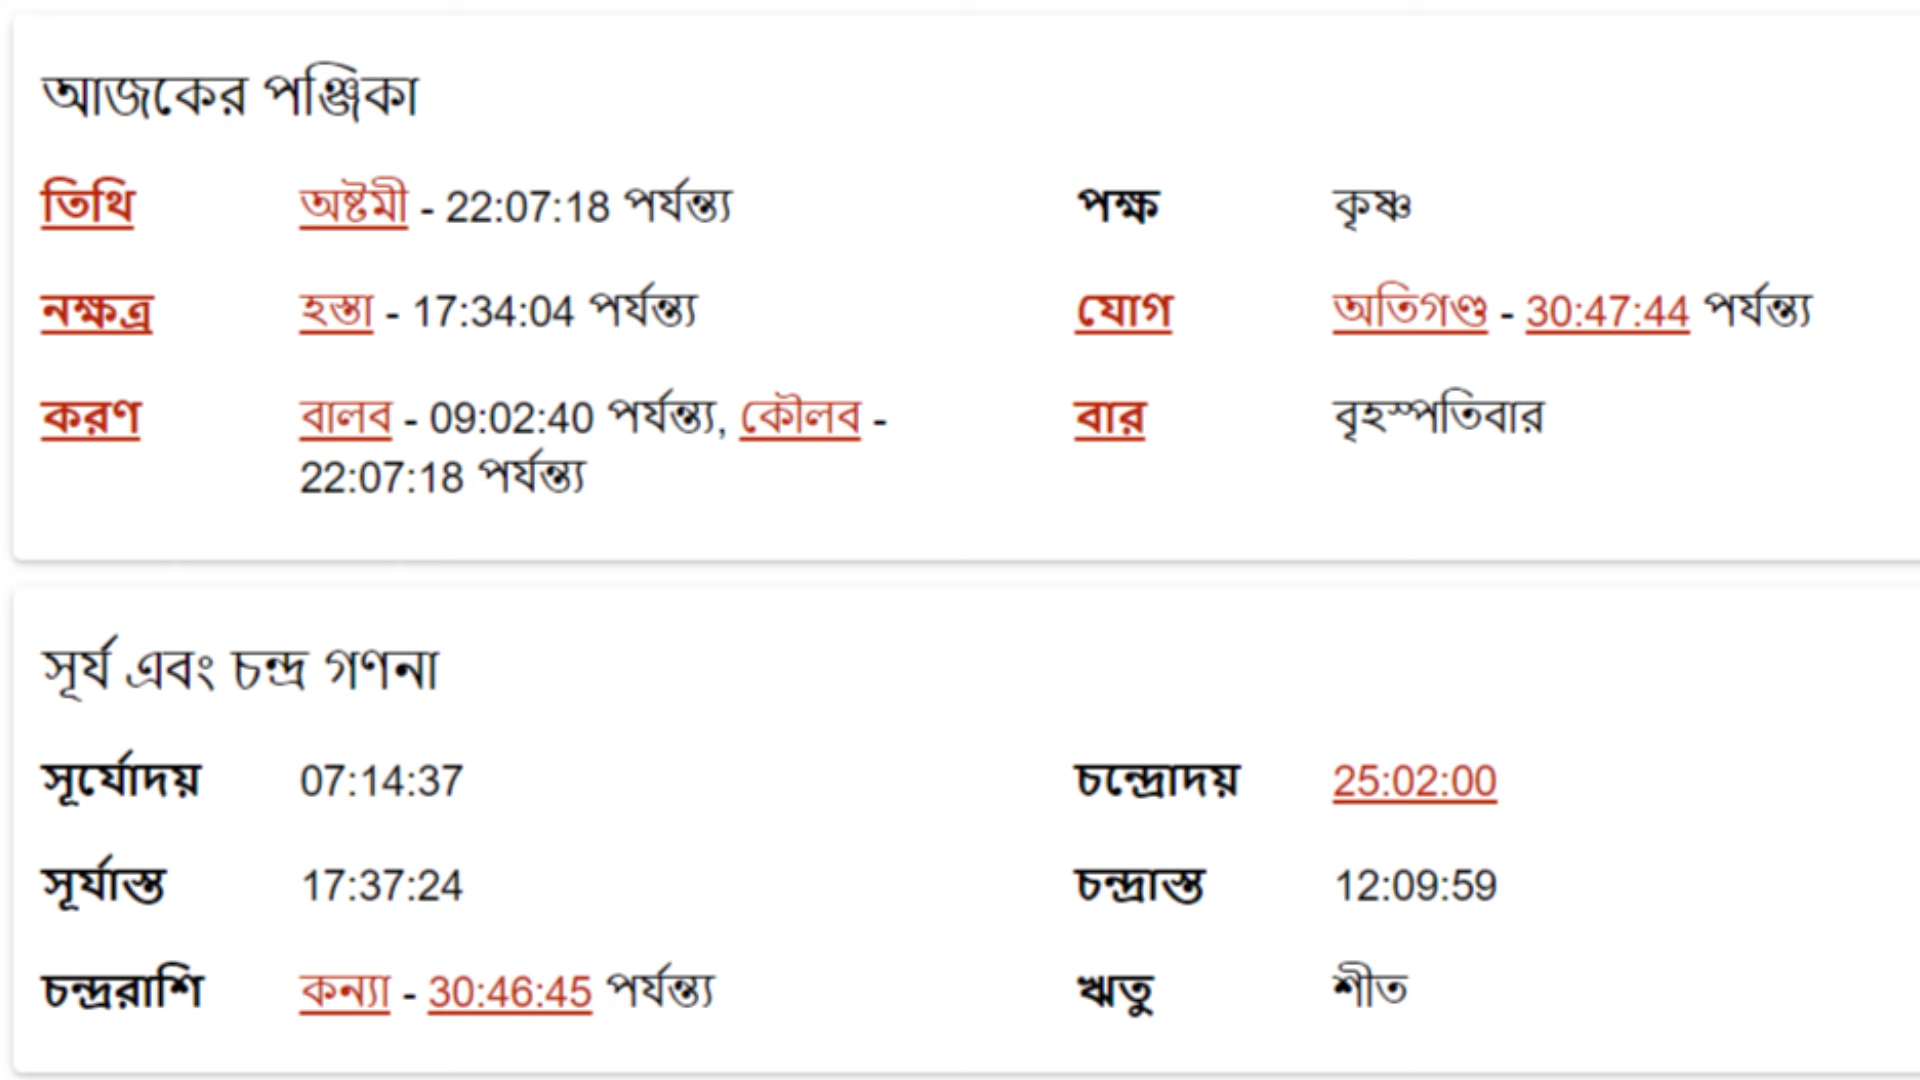 আজকের পঞ্জিকা
তিথি অষ্টমী - 22:07:18 পর্যন্ত্য পক্ষ কৃষ্ণ
নক্ষত্র হস্তা - 17:34:04 পর্যন্ত্য যোগ অতিগণ্ড - 30:47:44 পর্যন্ত্য
করণ বালব - 09:02:40 পর্যন্ত্য, কৌলব - বার বৃহস্পতিবার
22:07:18 পর্যন্ত্য
সূর্য এবং চন্দ্র গণনা
সূর্যোদয় 07:14:37 চন্দ্রোদয় 25:02:00
সূর্যাস্ত 17:37:24 চন্দ্রাস্ত 12:09:59
চন্দ্ররাশি কন্যা - 30:46:45 পর্যন্ত্য ঋতু শীত